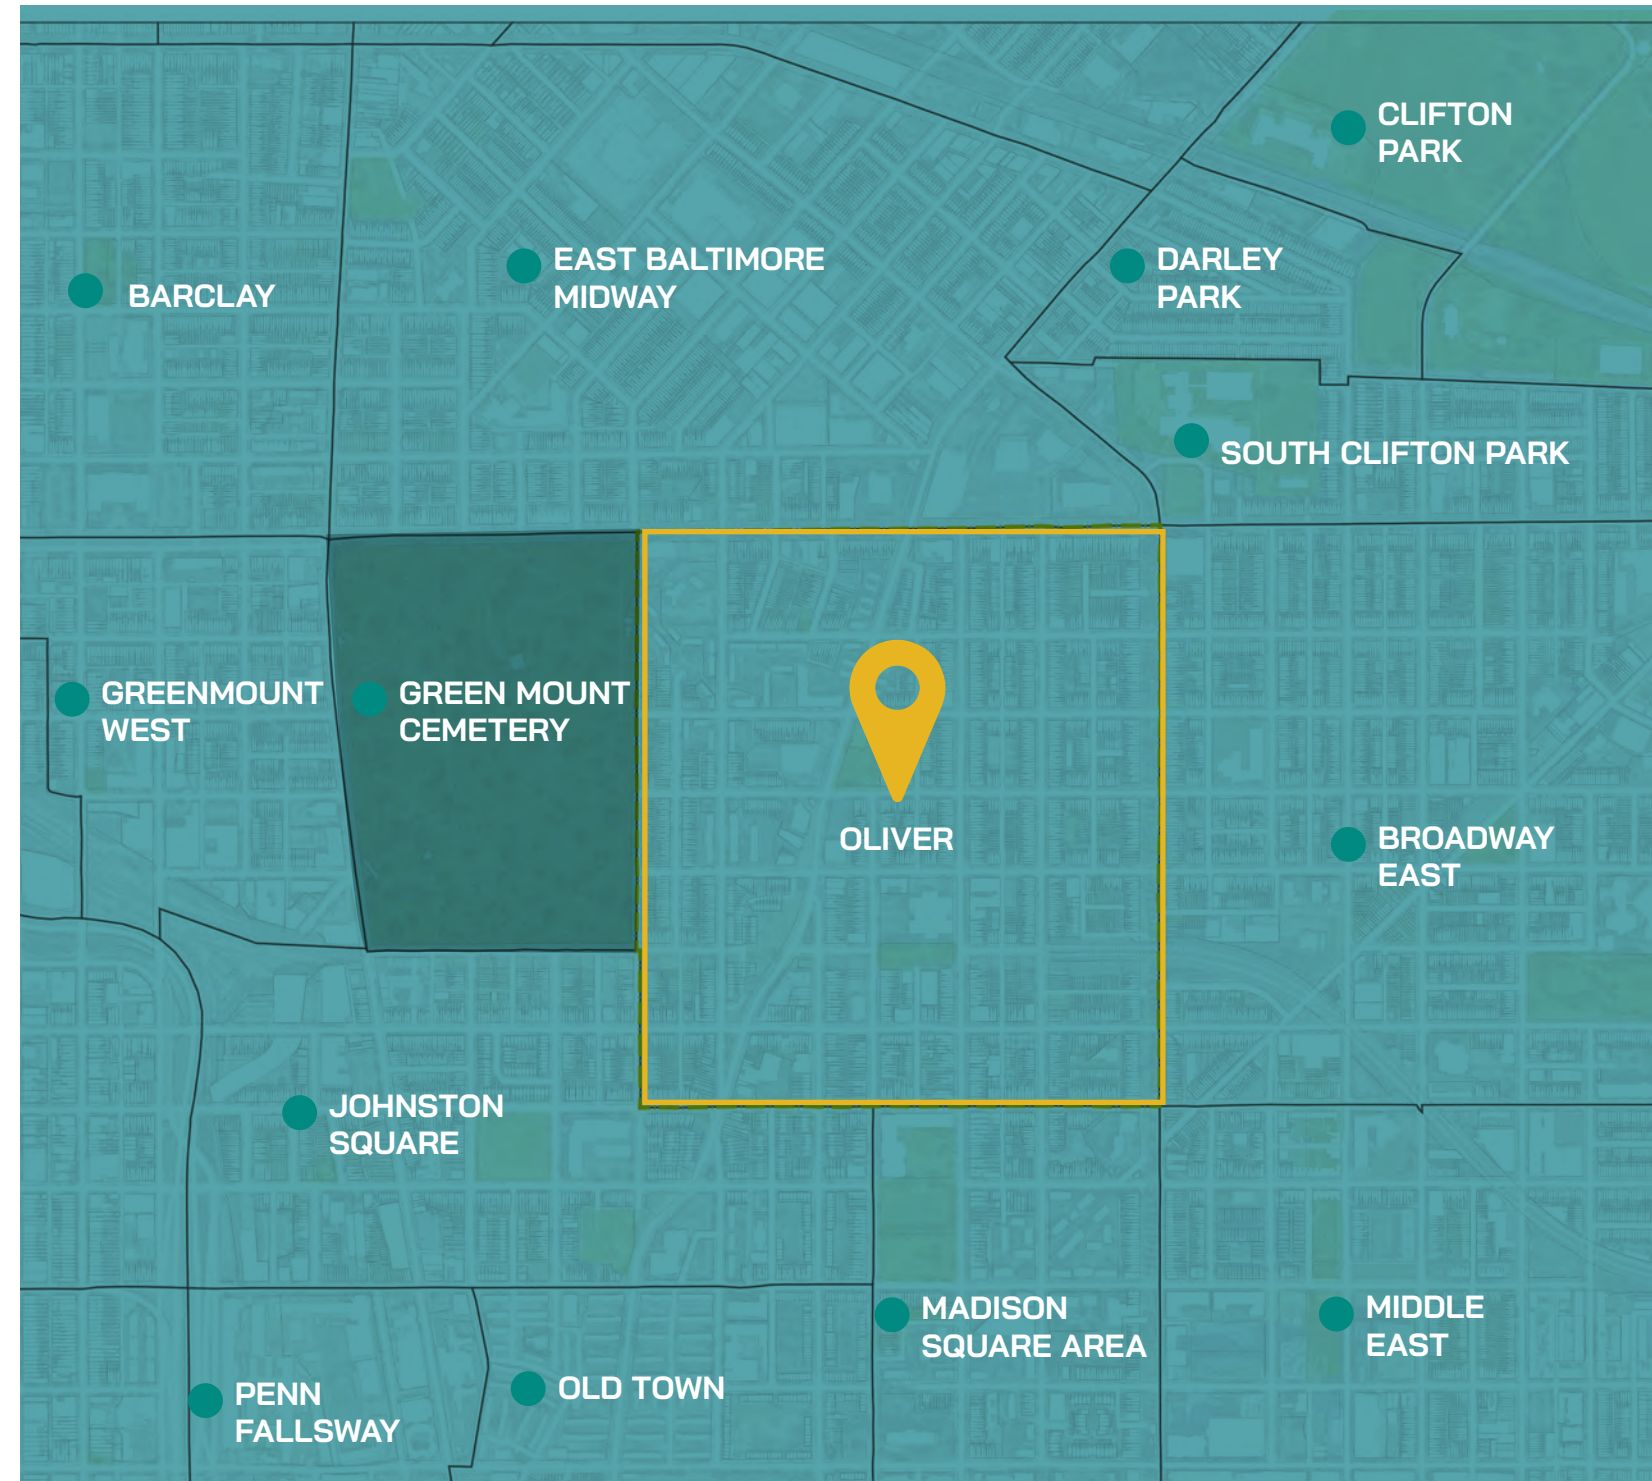 CLIFTON
PARK
EAST BALTIMORE
MIDWAY
DARLEY
PARK
BARCLAY
SOUTH CLIFTON PARK
GREENMOUNT
WEST
GREEN MOUNT
CEMETERY
OLIVER
BROADWAY
EAST
JOHNSTON
SQUARE
MADISON
SQUARE AREA
MIDDLE
EAST
PENN
FALLSWAY
OLD TOWN